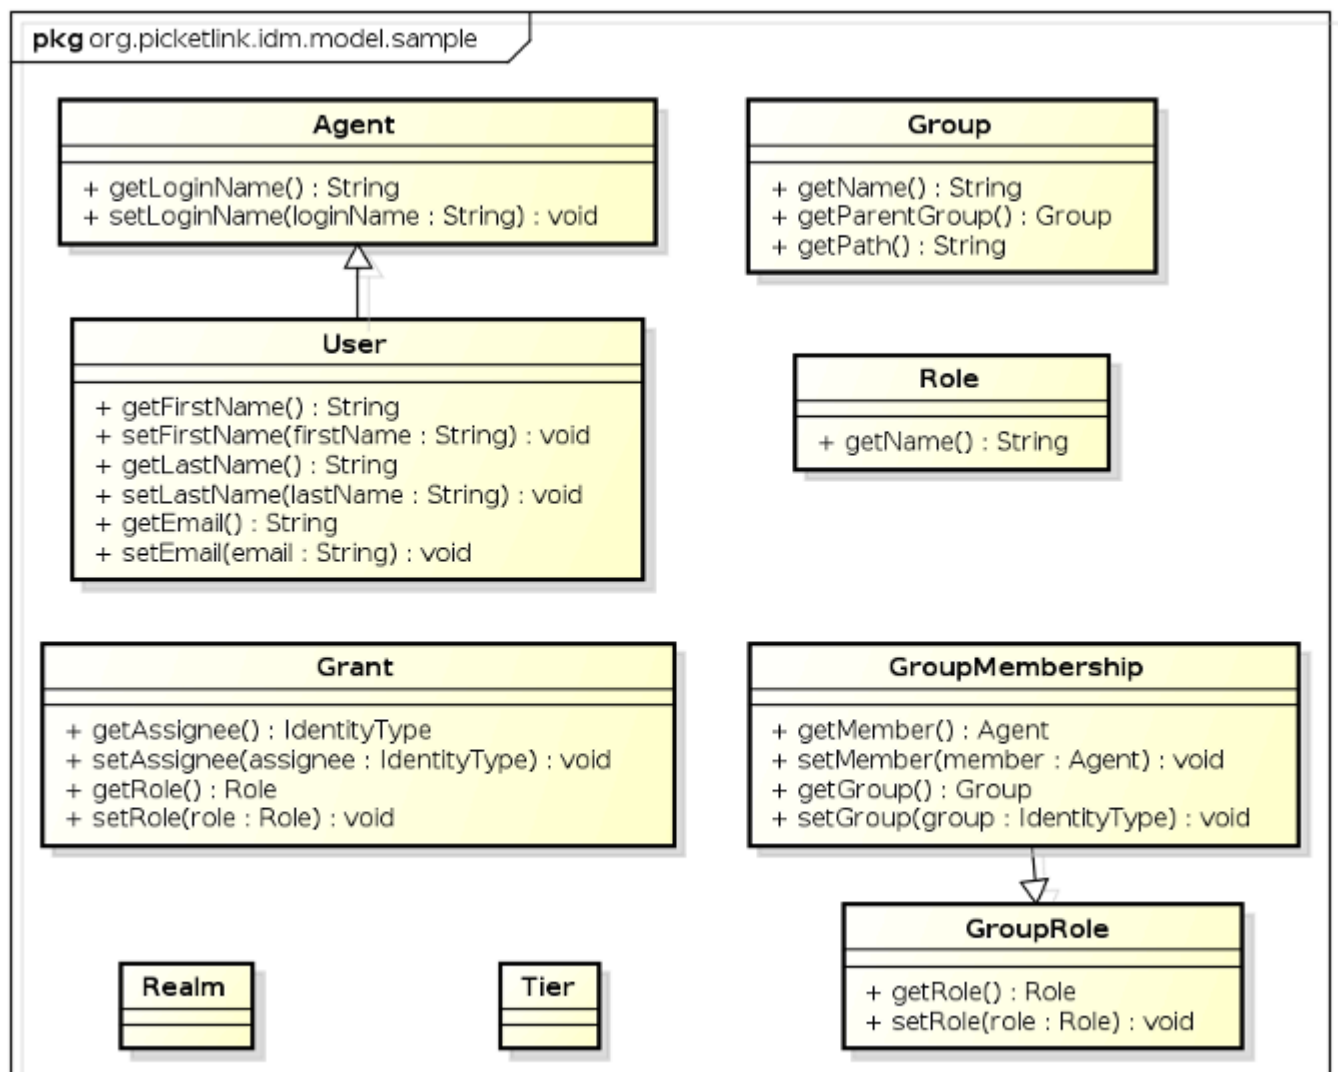 pkg org.picketlink.idm.model.sample
Agent
+ getLoginName() : String
+ setLoginName(loginName : String) : void
Group
+ getName() : String
+ getParentGroup() : Group
+ getPath() : String
User
+ getFirstName() : String
+ setFirstName(firstName : String) : void
+ getLastName() : String
+ setLastName(lastName : String) : void
+ getEmail() : String
+ setEmail(email : String) : void
Role
+ getName() : String
Grant
+ getAssignee() : IdentityType
+ setAssignee(assignee : IdentityType) : void
+ getRole() : Role
+ setRole(role : Role) : void
GroupMembership
+ getMember() : Agent
+ setMember(member : Agent) : void
+ getGroup() : Group
+ setGroup(group : IdentityType) : void
GroupRole
+ getRole() : Role
+ setRole(role : Role) : void
Realm
Tier